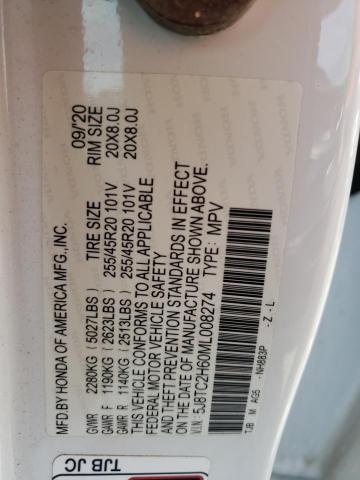 MFD.BY HONDA OF AMERICA MFG.,INC. 09/'20
TIRE SIZE RIM SIZE
GVWR 2280KG (5027LBS)
GAWR F 1190KG (2623LBS) 255/45R20 101V 20X8.0J
GAWR R 1140KG (2513LBS) 255/45R20 101V 20X8.0J
THIS VEHICLE CONFORMS TO ALL APPLICABLE
FEDERAL MOTOR VEHICLE SAFETY
AND THEFT PREVENTION STANDARDS IN EFFECT
ON THE DATE OF MANUFACTURE SHOWN ABOVE.
V.I.N: 5J8TC2H60ML008274 TYPE: MPV
TJB M AG5 -NH883P -Z-L
TJB JC